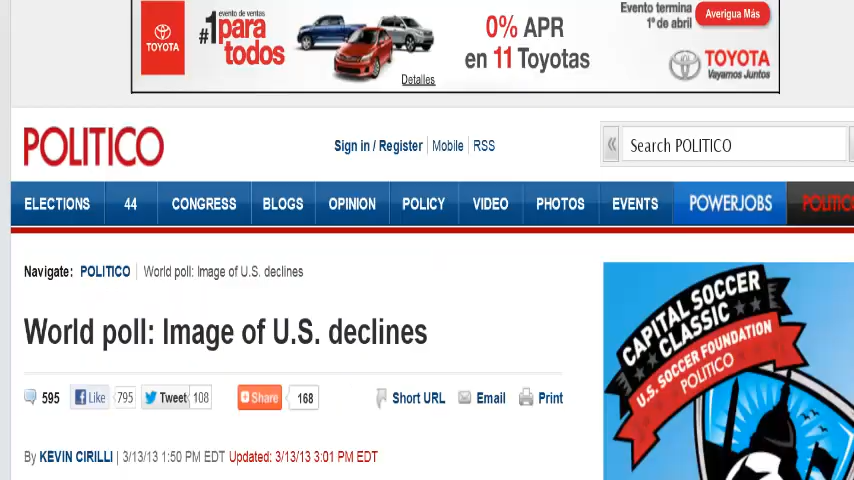 evento de ventas
#1para
todos
TOYOTA
Detalles
0% APR
en 11 Toyotas
Evento termina
1º de abril
Averigua Más
TOYOTA
Vayamos Juntos
POLITICO
Sign in / Register
Mobile
RSS
«
Search POLITICO
ELECTIONS
44
CONGRESS
BLOGS
OPINION
POLICY
VIDEO
PHOTOS
EVENTS
POWERJOBS
POLITICO
Navigate: POLITICO World poll: Image of U.S. declines
World poll: Image of U.S. declines
595
Like
795
Tweet
108
Share
168
Short URL
Email
Print
By KEVIN CIRILLI | 3/13/13 1:50 PM EDT Updated: 3/13/13 3:01 PM EDT
CAPITAL SOCCER
CLASSIC
U.S. SOCCER FOUNDATION
POLITICO